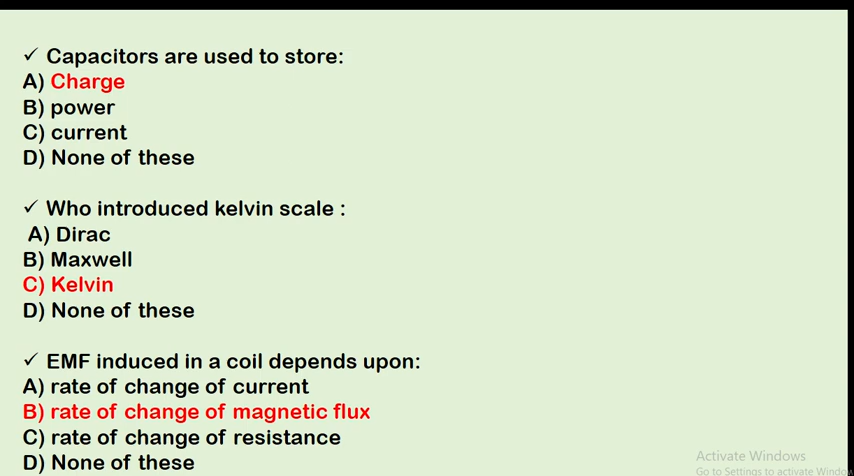 ✓ Capacitors are used to store:
A) Charge
B) power
C) current
D) None of these
✓ Who introduced kelvin scale :
A) Dirac
B) Maxwell
C) Kelvin
D) None of these
✓ EMF induced in a coil depends upon:
A) rate of change of current
B) rate of change of magnetic flux
C) rate of change of resistance
D) None of these
Activate Windows
Go to Settings to activate Window